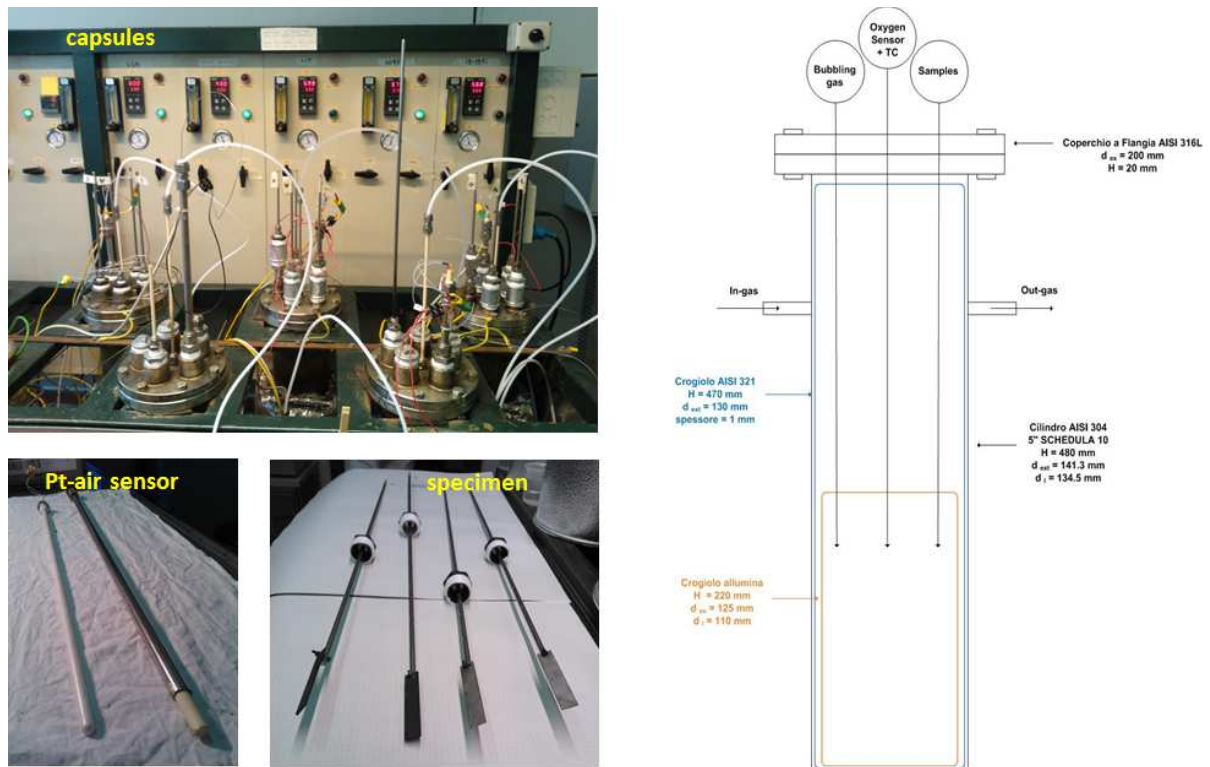 capsules
Pt-air sensor
specimen
Bubbling
gas
Oxygen
Sensor
+ TC
Samples
Coperchio a Flangia AISI 316L
d ex = 200 mm
H = 20 mm
In-gas
Out-gas
Crogiolo AISI 321
H = 470 mm
d ext = 130 mm
spessore = 1 mm
Cilindro AISI 304
5" SCHEDULA 10
H = 480 mm
d ext = 141.3 mm
d i = 134.5 mm
Crogiolo allumina
H = 220 mm
d ex = 125 mm
d i = 110 mm